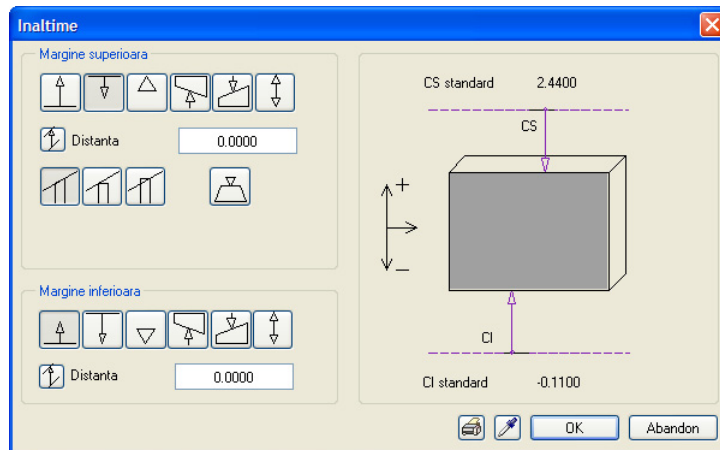 Inaltime
Margine superioara
Distanta 0.0000
Margine inferioara
Distanta 0.0000
CS standard 2.4400
CS
+
–
CI
CI standard -0.1100
OK Abandon